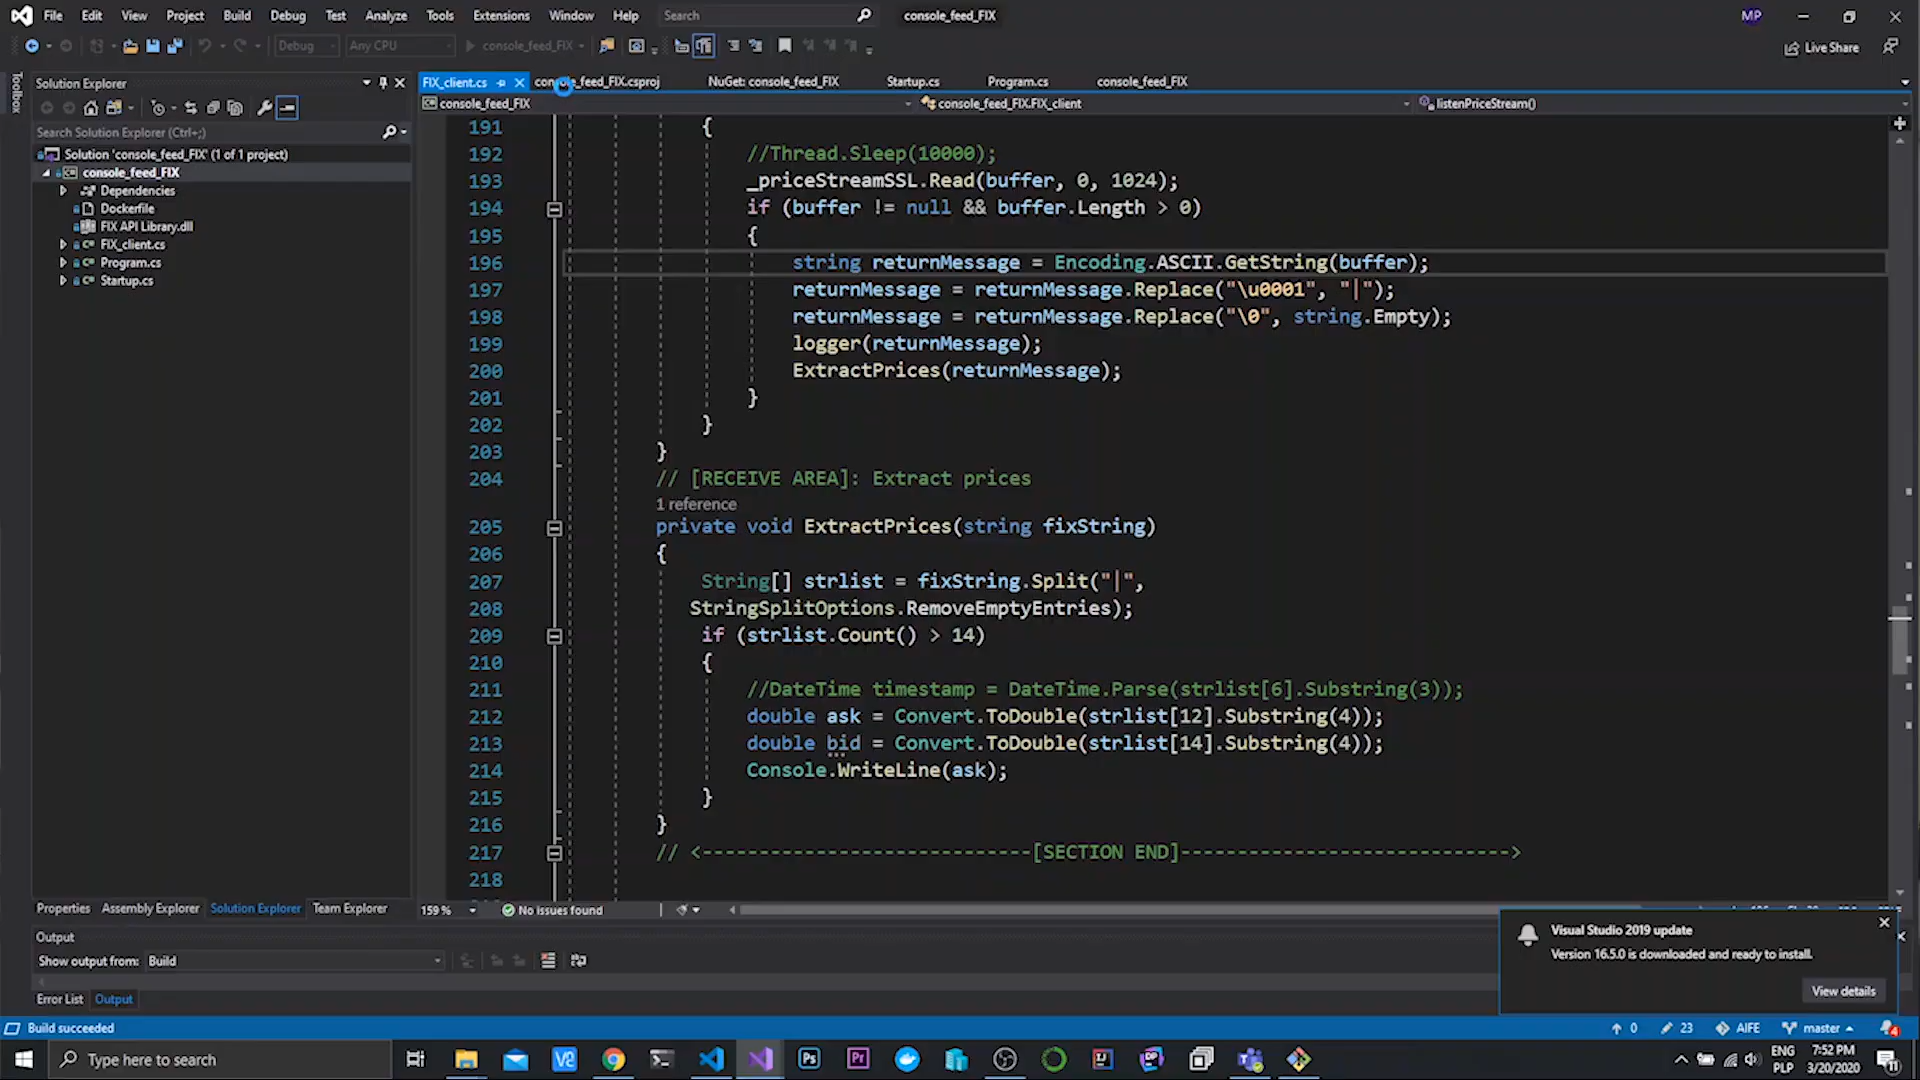 File Edit View Project Build Debug Test Analyze Tools Extensions Window Help Search console_feed_FIX MP
Debug Any CPU console_feed_FIX Live Share
Toolbox
Solution Explorer
Search Solution Explorer (Ctrl+;)
Solution 'console_feed_FIX' (1 of 1 project)
console_feed_FIX
Dependencies
Dockerfile
FIX API Library.dll
FIX_client.cs
Program.cs
Startup.cs
Properties Assembly Explorer Solution Explorer Team Explorer
FIX_client.cs console_feed_FIX.csproj NuGet: console_feed_FIX Startup.cs Program.cs console_feed_FIX
console_feed_FIX console_feed_FIX.FIX_client listenPriceStream()
191 {
192 //Thread.Sleep(10000);
193 _priceStreamSSL.Read(buffer, 0, 1024);
194 if (buffer != null && buffer.Length > 0)
195 {
196 string returnMessage = Encoding.ASCII.GetString(buffer);
197 returnMessage = returnMessage.Replace("\u0001", "|");
198 returnMessage = returnMessage.Replace("\0", string.Empty);
199 logger(returnMessage);
200 ExtractPrices(returnMessage);
201 }
202 }
203 }
204 // [RECEIVE AREA]: Extract prices
1 reference
205 private void ExtractPrices(string fixString)
206 {
207 String[] strlist = fixString.Split("|",
208 StringSplitOptions.RemoveEmptyEntries);
209 if (strlist.Count() > 14)
210 {
211 //DateTime timestamp = DateTime.Parse(strlist[6].Substring(3));
212 double ask = Convert.ToDouble(strlist[12].Substring(4));
213 double bid = Convert.ToDouble(strlist[14].Substring(4));
214 Console.WriteLine(ask);
215 }
216 }
217 // <-----------------------------[SECTION END]----------------------------->
218
159 % No issues found
Output
Show output from: Build
Error List Output
Visual Studio 2019 update
Version 16.5.0 is downloaded and ready to install.
View details
Build succeeded 0 23 AIFE master 4
Type here to search
Ps Pr
ENG
PLP
7:52 PM
3/20/2020